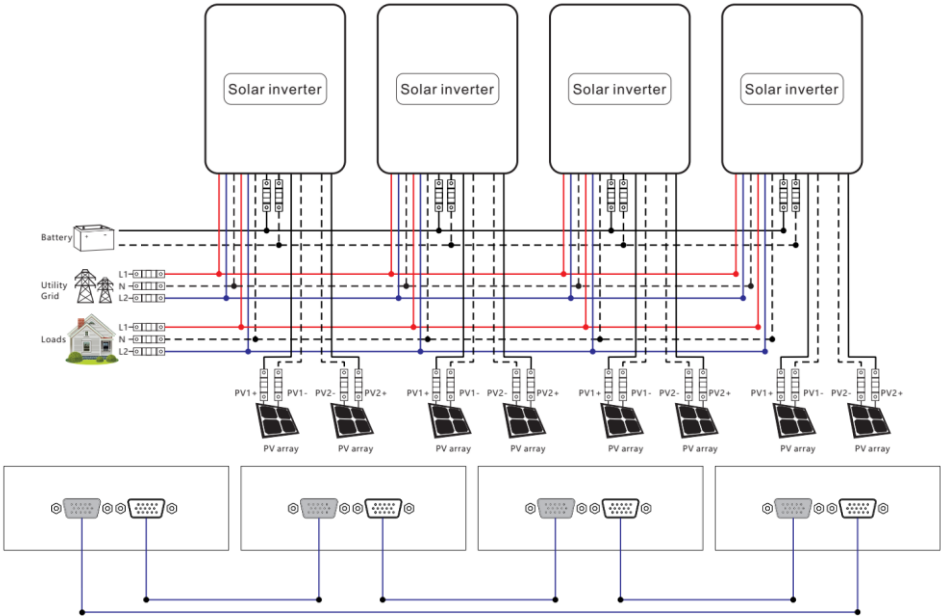 Solar inverter
Solar inverter
Solar inverter
Solar inverter
Battery
Utility
Grid
L1
N
L2
Loads
L1
N
L2
PV1+ PV1- PV2- PV2+
PV1+ PV1- PV2- PV2+
PV1+ PV1- PV2- PV2+
PV1+ PV1- PV2- PV2+
PV array
PV array
PV array
PV array
PV array
PV array
PV array
PV array